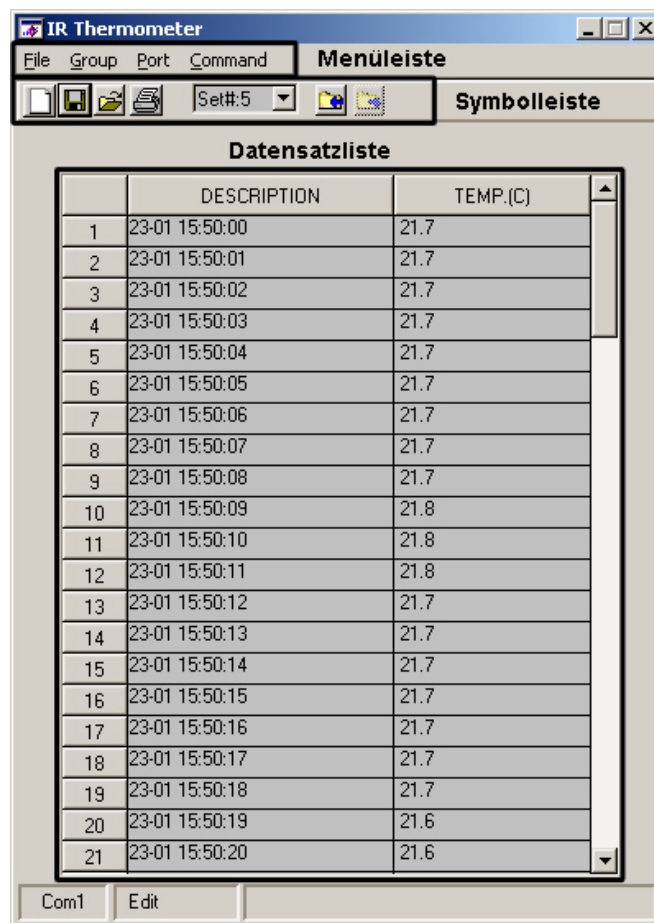 IR Thermometer
File Group Port Command Menüleiste
Set#:5 Symbolleiste
Datensatzliste
DESCRIPTION TEMP.(C)
1 23-01 15:50:00 21.7
2 23-01 15:50:01 21.7
3 23-01 15:50:02 21.7
4 23-01 15:50:03 21.7
5 23-01 15:50:04 21.7
6 23-01 15:50:05 21.7
7 23-01 15:50:06 21.7
8 23-01 15:50:07 21.7
9 23-01 15:50:08 21.7
10 23-01 15:50:09 21.8
11 23-01 15:50:10 21.8
12 23-01 15:50:11 21.8
13 23-01 15:50:12 21.7
14 23-01 15:50:13 21.7
15 23-01 15:50:14 21.7
16 23-01 15:50:15 21.7
17 23-01 15:50:16 21.7
18 23-01 15:50:17 21.7
19 23-01 15:50:18 21.7
20 23-01 15:50:19 21.6
21 23-01 15:50:20 21.6
Com1 Edit